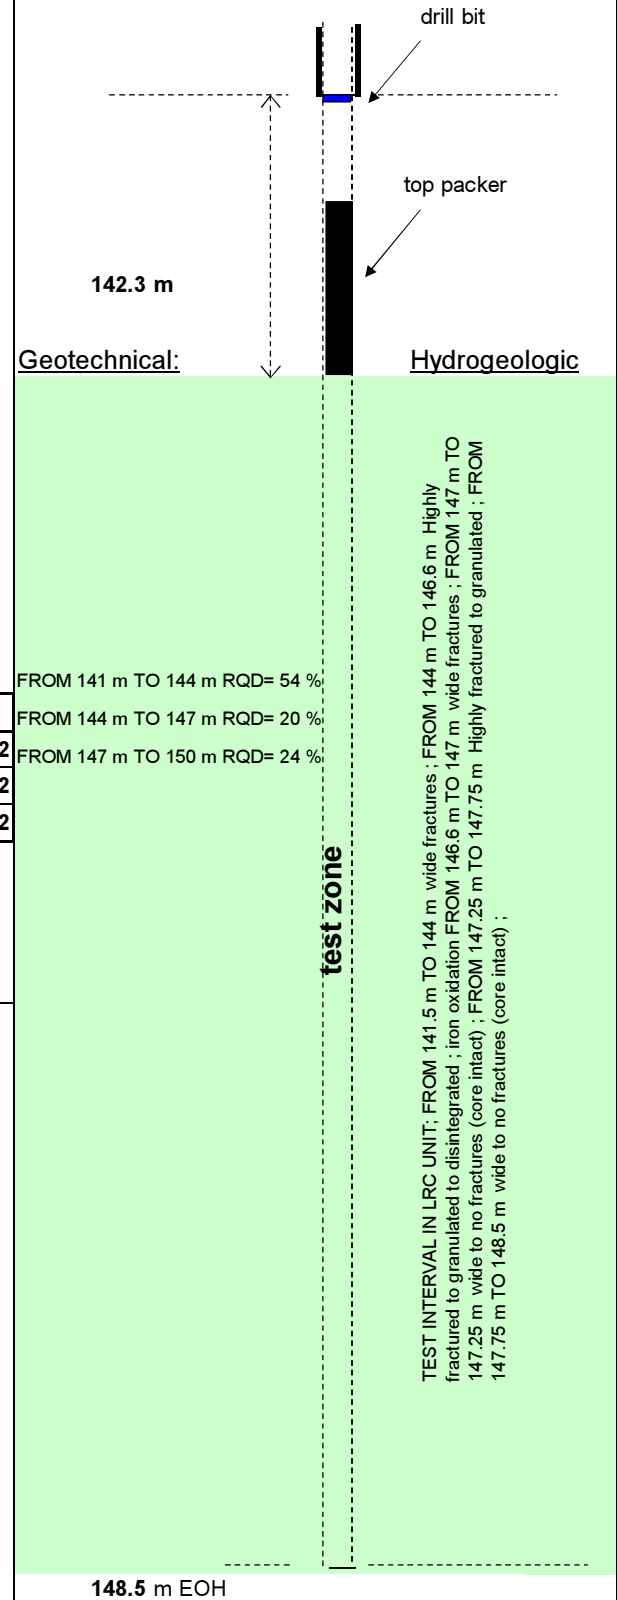 drill bit
top packer
142.3 m
Geotechnical:
Hydrogeologic
FROM 141 m TO 144 m RQD= 54 %
FROM 144 m TO 147 m RQD= 20 %
2
FROM 147 m TO 150 m RQD= 24 %
2
2
test zone
TEST INTERVAL IN LRC UNIT; FROM 141.5 m TO 144 m wide fractures ; FROM 144 m TO 146.6 m Highly
fractured to granulated to disintegrated ; iron oxidation FROM 146.6 m TO 147 m wide fractures ; FROM 147 m TO
147.25 m wide to no fractures (core intact) ; FROM 147.25 m TO 147.75 m Highly fractured to granulated ; FROM
147.75 m TO 148.5 m wide to no fractures (core intact) ;
148.5 m EOH